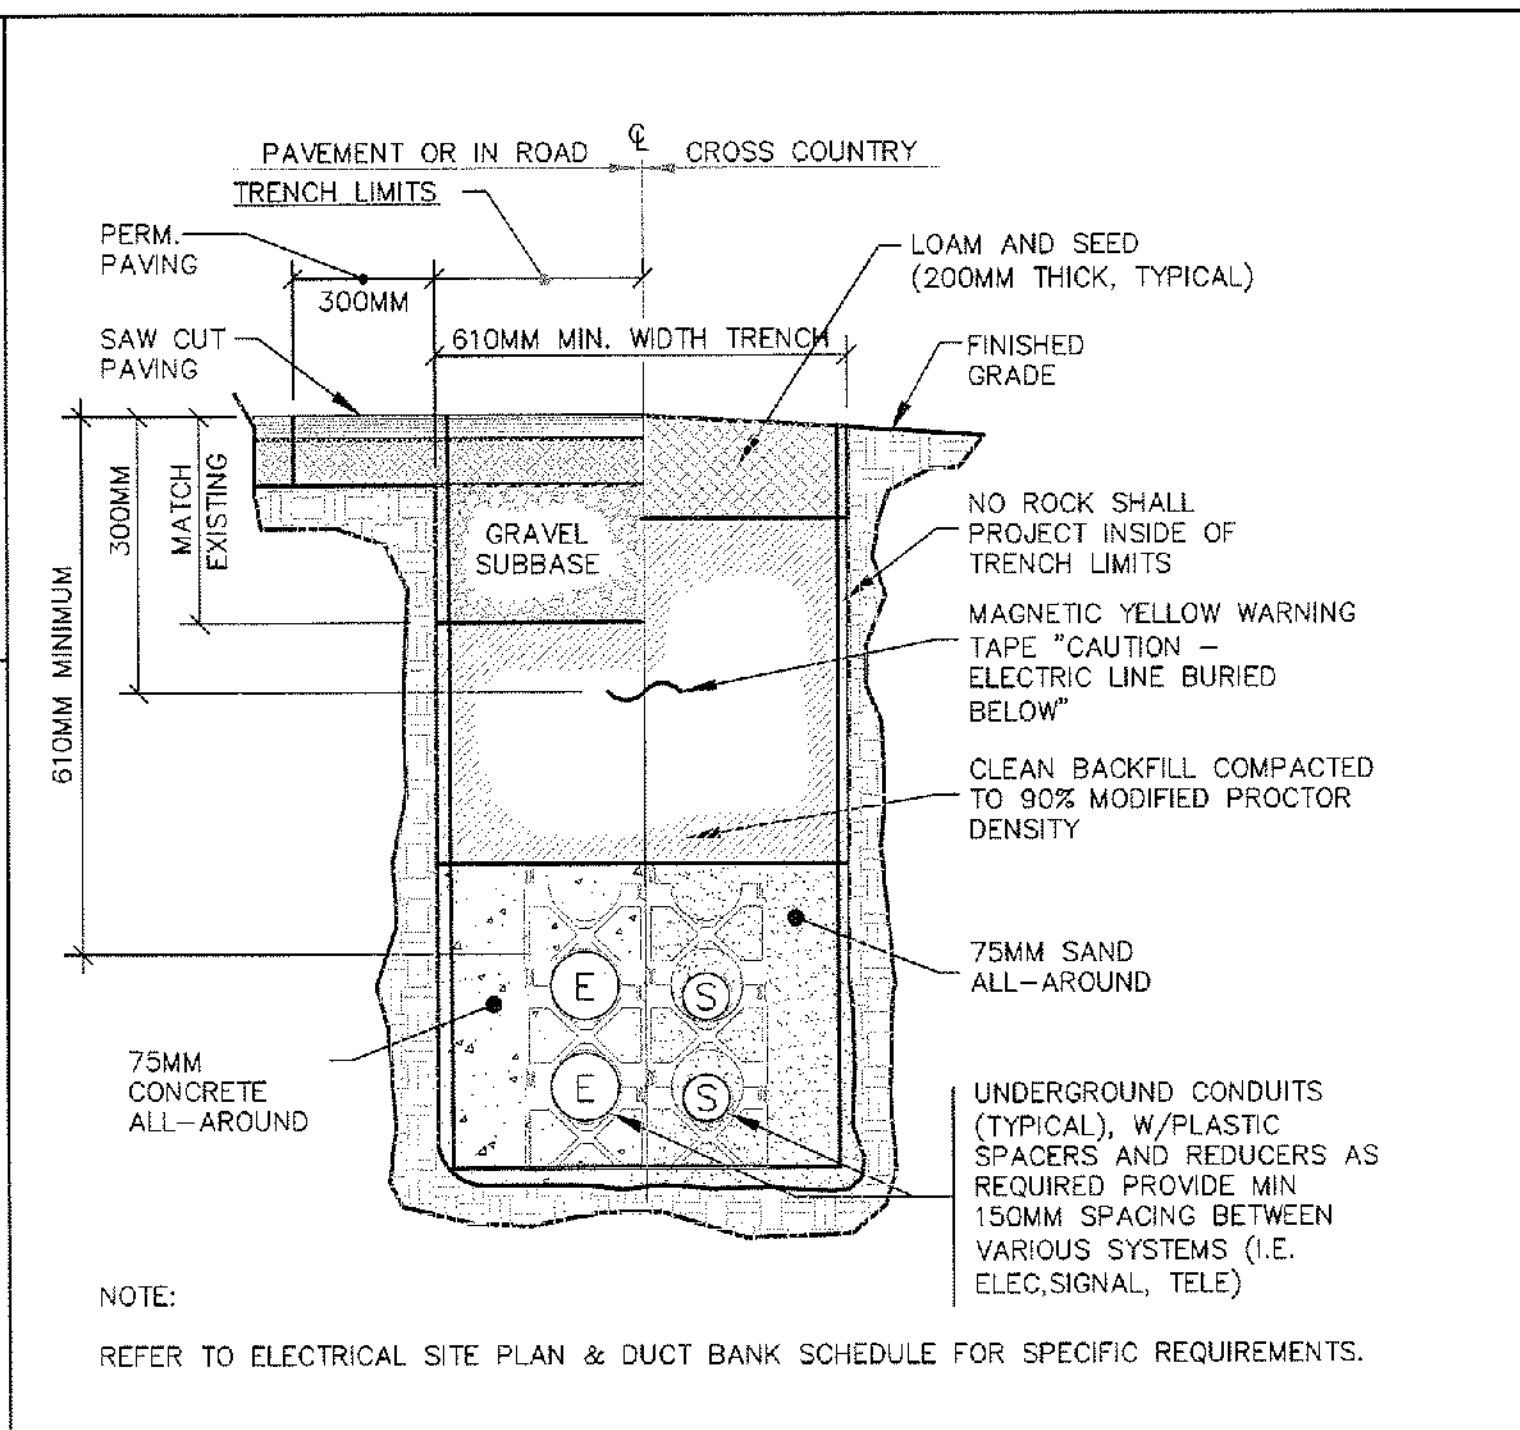 ℄
PAVEMENT OR IN ROAD
CROSS COUNTRY
TRENCH LIMITS
PERM.
PAVING
LOAM AND SEED
(200MM THICK, TYPICAL)
300MM
SAW CUT
PAVING
610MM MIN. WIDTH TRENCH
FINISHED
GRADE
300MM
MATCH
EXISTING
610MM MINIMUM
GRAVEL
SUBBASE
NO ROCK SHALL
PROJECT INSIDE OF
TRENCH LIMITS
MAGNETIC YELLOW WARNING
TAPE "CAUTION –
ELECTRIC LINE BURIED
BELOW"
CLEAN BACKFILL COMPACTED
TO 90% MODIFIED PROCTOR
DENSITY
75MM SAND
ALL–AROUND
E
S
E
S
75MM
CONCRETE
ALL–AROUND
UNDERGROUND CONDUITS
(TYPICAL), W/PLASTIC
SPACERS AND REDUCERS AS
REQUIRED PROVIDE MIN
150MM SPACING BETWEEN
VARIOUS SYSTEMS (I.E.
ELEC,SIGNAL, TELE)
NOTE:
REFER TO ELECTRICAL SITE PLAN & DUCT BANK SCHEDULE FOR SPECIFIC REQUIREMENTS.